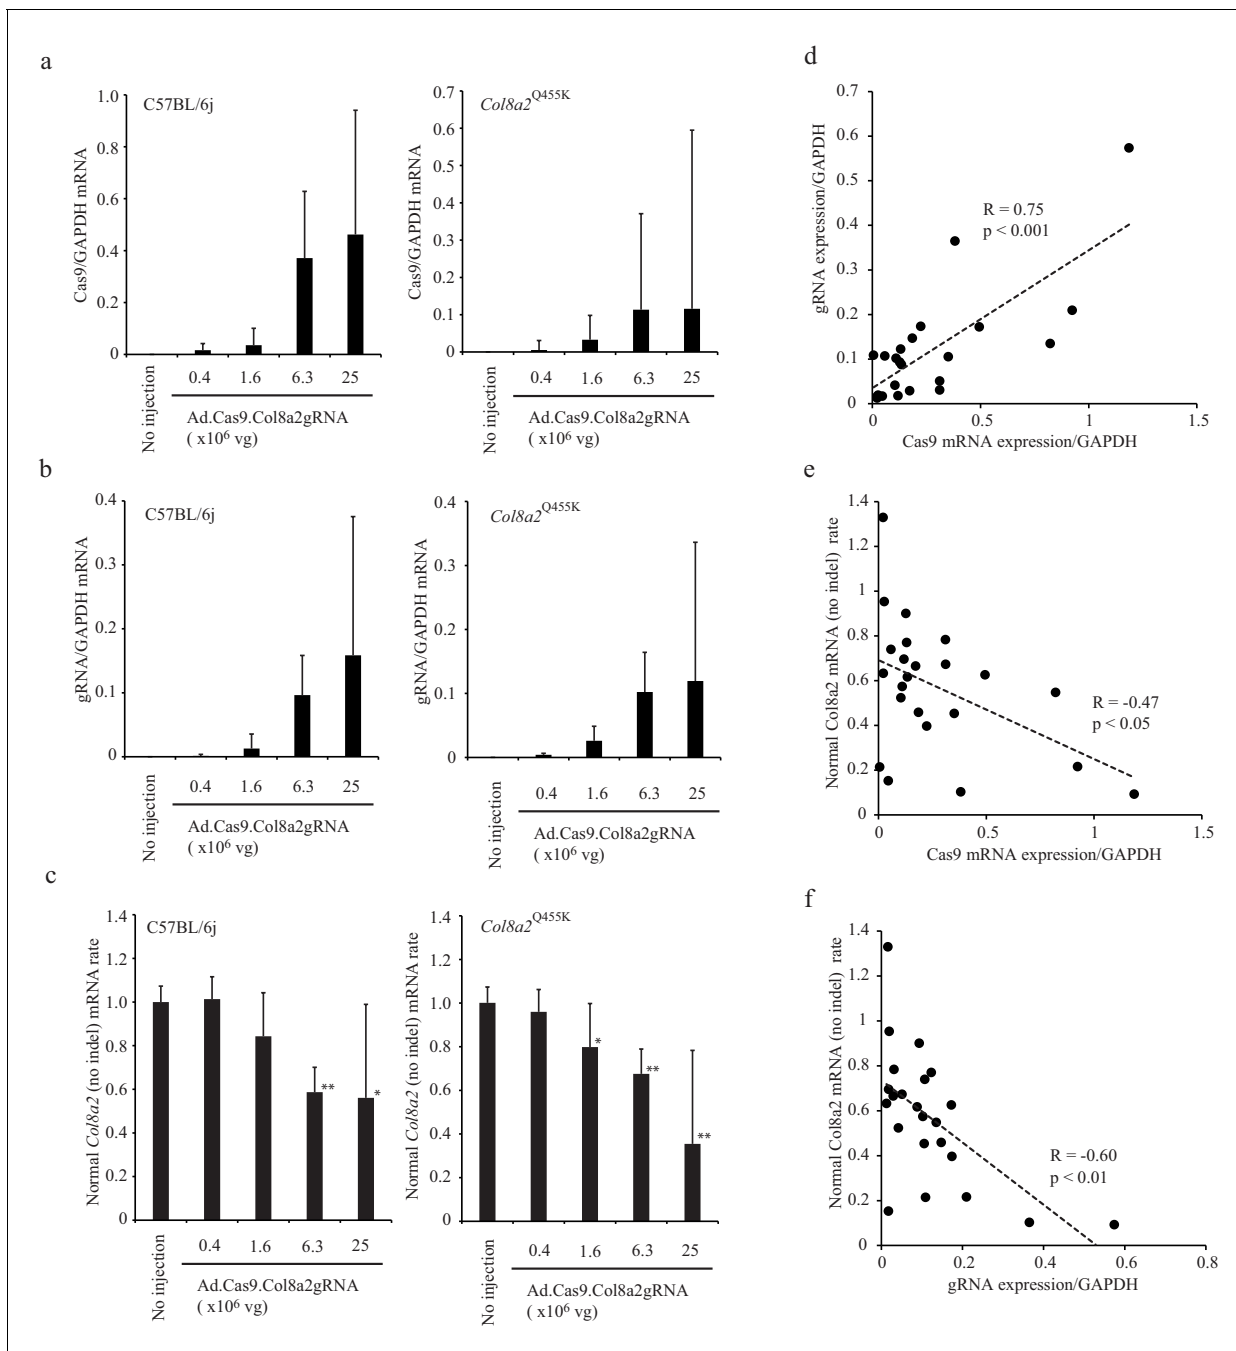 a
C57BL/6j
Cas9/GAPDH mRNA
1.0
0.8
0.6
0.4
0.2
0
No injection
0.4 1.6 6.3 25
Ad.Cas9.Col8a2gRNA
( x10⁶ vg)
Col8a2^Q455K
Cas9/GAPDH mRNA
0.7
0.6
0.5
0.4
0.3
0.2
0.1
0
No injection
0.4 1.6 6.3 25
Ad.Cas9.Col8a2gRNA
( x10⁶ vg)
b
C57BL/6j
gRNA/GAPDH mRNA
0.4
0.3
0.2
0.1
0
No injection
0.4 1.6 6.3 25
Ad.Cas9.Col8a2gRNA
( x10⁶ vg)
Col8a2^Q455K
gRNA/GAPDH mRNA
0.4
0.3
0.2
0.1
0
No injection
0.4 1.6 6.3 25
Ad.Cas9.Col8a2gRNA
( x10⁶ vg)
c
C57BL/6j
Normal Col8a2 (no indel) mRNA rate
1.4
1.2
1.0
0.8
0.6
0.4
0.2
0
** *
No injection
0.4 1.6 6.3 25
Ad.Cas9.Col8a2gRNA
( x10⁶ vg)
Col8a2^Q455K
Normal Col8a2 (no indel) mRNA rate
1.4
1.2
1.0
0.8
0.6
0.4
0.2
0
* ** **
No injection
0.4 1.6 6.3 25
Ad.Cas9.Col8a2gRNA
( x10⁶ vg)
d
gRNA expression/GAPDH
0.7
0.6
0.5
0.4
0.3
0.2
0.1
0
R = 0.75
p < 0.001
0 0.5 1 1.5
Cas9 mRNA expression/GAPDH
e
Normal Col8a2 mRNA (no indel) rate
1.4
1.2
1
0.8
0.6
0.4
0.2
0
R = -0.47
p < 0.05
0 0.5 1 1.5
Cas9 mRNA expression/GAPDH
f
Normal Col8a2 mRNA (no indel) rate
1.4
1.2
1
0.8
0.6
0.4
0.2
0
R = -0.60
p < 0.01
0 0.2 0.4 0.6 0.8
gRNA expression/GAPDH